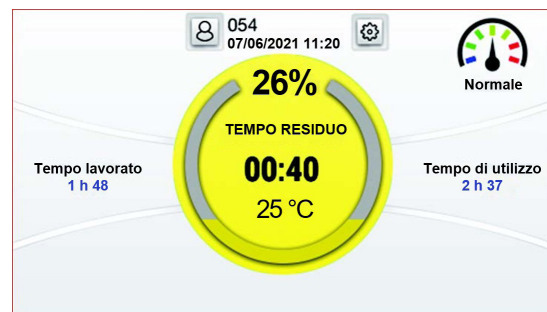 054
07/06/2021 11:20
Normale
26%
TEMPO RESIDUO
00:40
25 °C
Tempo lavorato
1 h 48
Tempo di utilizzo
2 h 37